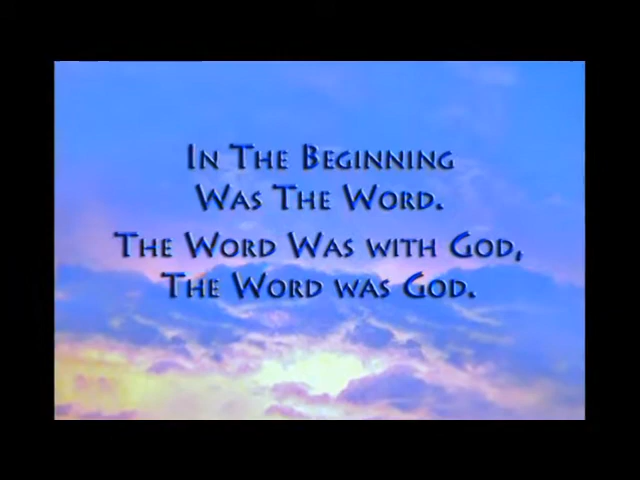 In The Beginning
Was The Word.
The Word Was with God,
The Word was God.